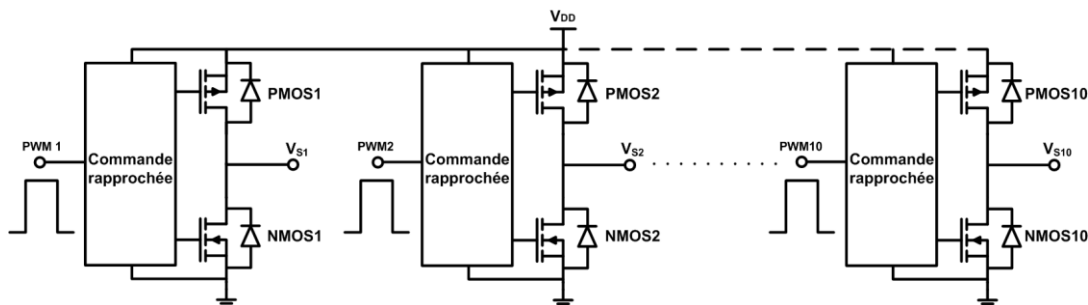 VDD
PMOS1
PMOS2
PMOS10
PWM 1
Commande
rapprochée
VS1
PWM2
Commande
rapprochée
VS2
PWM10
Commande
rapprochée
VS10
NMOS1
NMOS2
NMOS10